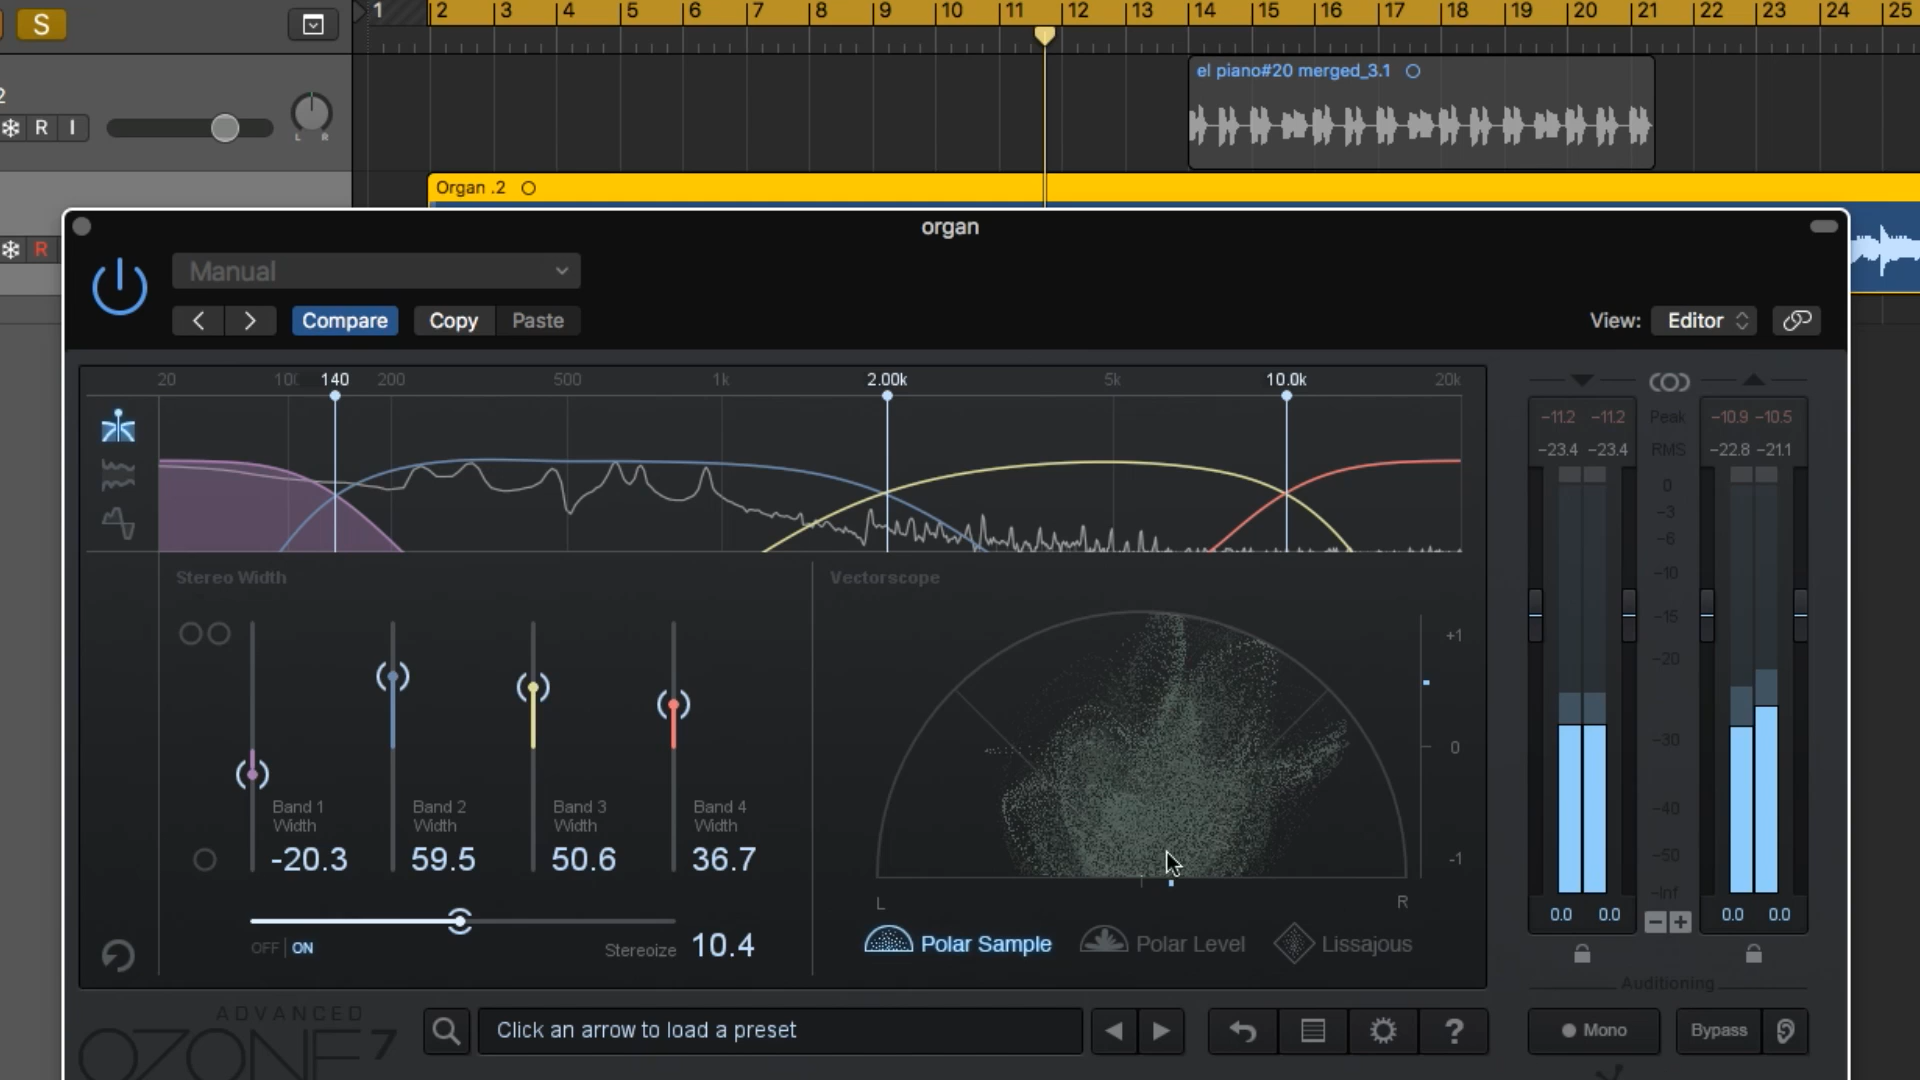 S
1 2 3 4 5 6 7 8 9 10 11 12 13 14 15 16 17 18 19 20 21 22 23 24 25
el piano#20 merged_3.1
2
R I
L R
Organ .2
organ
R
Manual
Compare Copy Paste
View: Editor
20 100 140 200 500 1k 2.00k 5k 10.0k 20k
-11.2 -11.2 Peak -10.9 -10.5
-23.4 -23.4 RMS -22.8 -21.1
0
-3
-6
-10
-15
-20
-30
-40
-50
-Inf
0.0 0.0 0.0 0.0
Stereo Width
Vectorscope
+1
0
-1
Band 1 Band 2 Band 3 Band 4
Width Width Width Width
-20.3 59.5 50.6 36.7
L R
OFF | ON Stereoize 10.4
Polar Sample Polar Level Lissajous
Auditioning
ADVANCED
OZONE 7
Click an arrow to load a preset
?
Mono Bypass